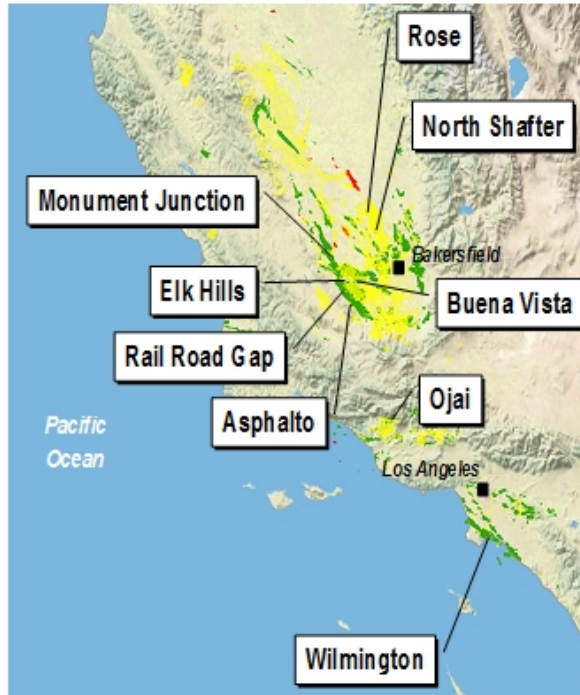 Rose
North Shafter
Monument Junction
Bakersfield
Elk Hills
Buena Vista
Rail Road Gap
Asphalto
Ojai
Pacific
Ocean
Los Angeles
Wilmington